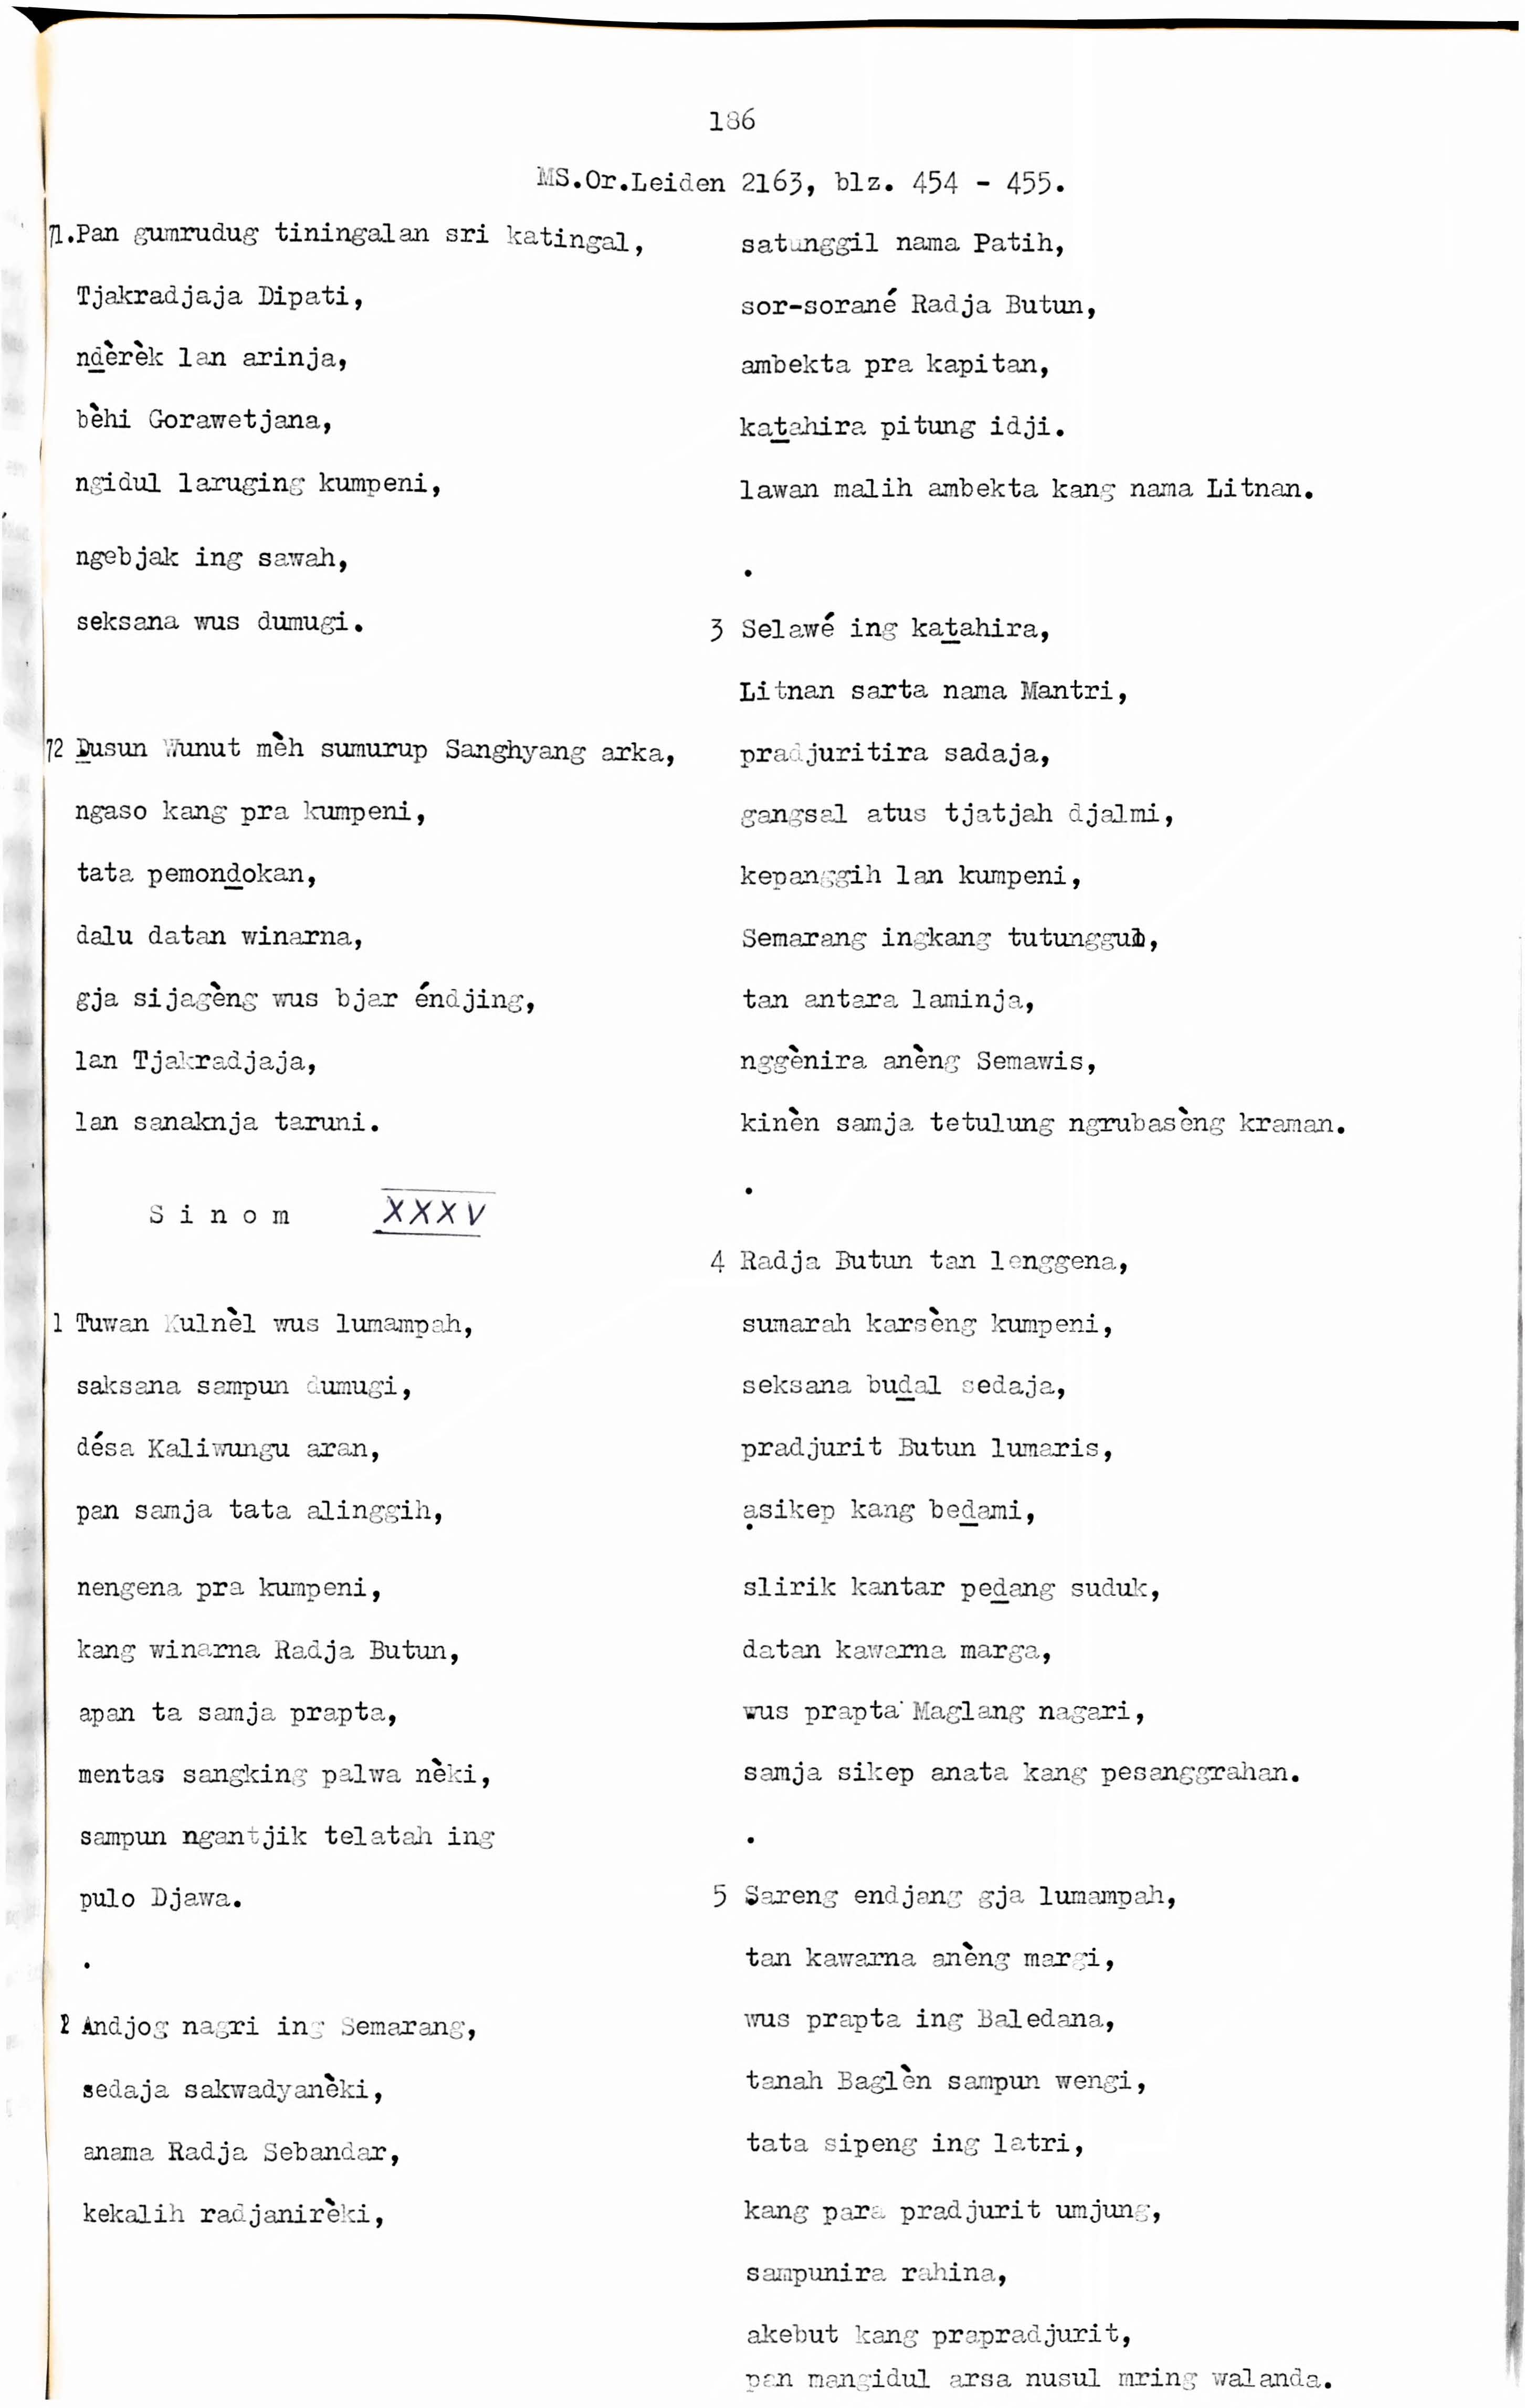 186
MS.Or.Leiden 2163, blz. 454 - 455.
71.Pan gumrudug tiningalan sri katingal,
Tjakradjaja Dipati,
nḏèrèk lan arinja,
bèhi Gorawetjana,
ngidul laruging kumpeni,
ngebjak ing sawah,
seksana wus dumugi.
72 Ḏusun Wunut mèh sumurup Sanghyang arka,
ngaso kang pra kumpeni,
tata pemonḏokan,
dalu datan winarna,
gja sijagèng wus bjar éndjing,
lan Tjakradjaja,
lan sanaknja taruni.
S i n o m XXXV
1 Tuwan Kulnèl wus lumampah,
saksana sampun dumugi,
désa Kaliwungu aran,
pan samja tata alinggih,
nengena pra kumpeni,
kang winarna Radja Butun,
apan ta samja prapta,
mentas sangking palwa nèki,
sampun ngantjik telatah ing
pulo Djawa.
.
2 Andjog nagri ing Semarang,
sedaja sakwadyanèki,
anama Radja Sebandar,
kekalih radjanirèki,
satunggil nama Patih,
sor-sorané Radja Butun,
ambekta pra kapitan,
kaṯahira pitung idji.
lawan malih ambekta kang nama Litnan.
.
3 Selawé ing kaṯahira,
Litnan sarta nama Mantri,
pradjuritira sadaja,
gangsal atus tjatjah djalmi,
kepanggih lan kumpeni,
Semarang ingkang tutungguh,
tan antara laminja,
nggènira anèng Semawis,
kinèn samja tetulung ngrubasèng kraman.
.
4 Radja Butun tan lenggena,
sumarah karsèng kumpeni,
seksana buḏal sedaja,
pradjurit Butun lumaris,
ạsikep kang beḏami,
slirik kantar peḏang suduk,
datan kawarna marga,
wus prapta Maglang nagari,
samja sikep anata kang pesanggrahan.
.
5 Sareng endjang gja lumampah,
tan kawarna anèng margi,
wus prapta ing Baledana,
tanah Baglèn sampun wengi,
tata sipeng ing latri,
kang para pradjurit umjung,
sampunira rahina,
akebut kang prapradjurit,
pan mangidul arsa nusul mring walanda.